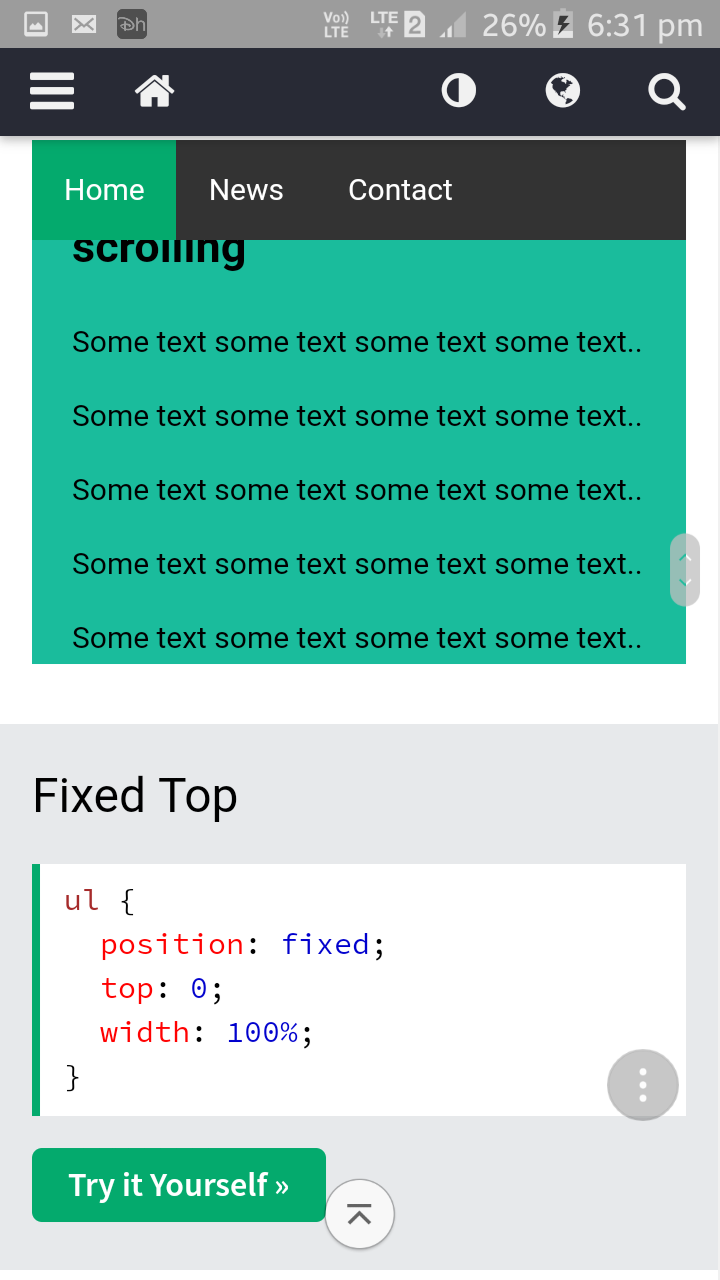 Dh Vo)) LTE LTE 2 26% 6:31 pm
Home News Contact
scrolling
Some text some text some text some text..
Some text some text some text some text..
Some text some text some text some text..
Some text some text some text some text..
Some text some text some text some text..
Fixed Top
ul {
position: fixed;
top: 0;
width: 100%;
}
Try it Yourself »